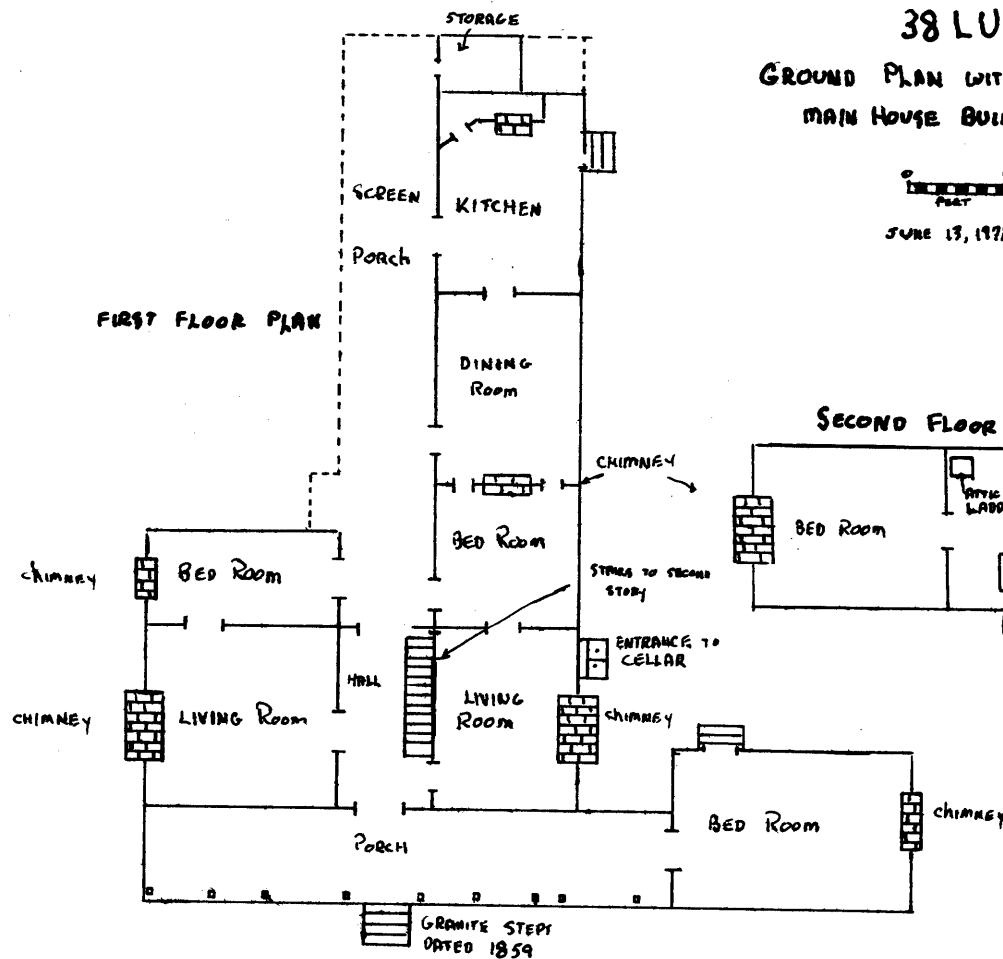 38 LU
GROUND PLAN WIT
MAIN HOUSE BUIL
0
JUNE 13, 197
STORAGE
SCREEN
PORCH
KITCHEN
FIRST FLOOR PLAN
DINING
ROOM
CHIMNEY
BED ROOM
SECOND FLOOR
ATTIC
LADD
BED ROOM
CHIMNEY
BED ROOM
STAIRS TO SECOND
STORY
ENTRANCE TO
CELLAR
HALL
CHIMNEY
LIVING ROOM
LIVING
ROOM
CHIMNEY
PORCH
BED ROOM
CHIMNEY
GRANITE STEPS
DATED 1859